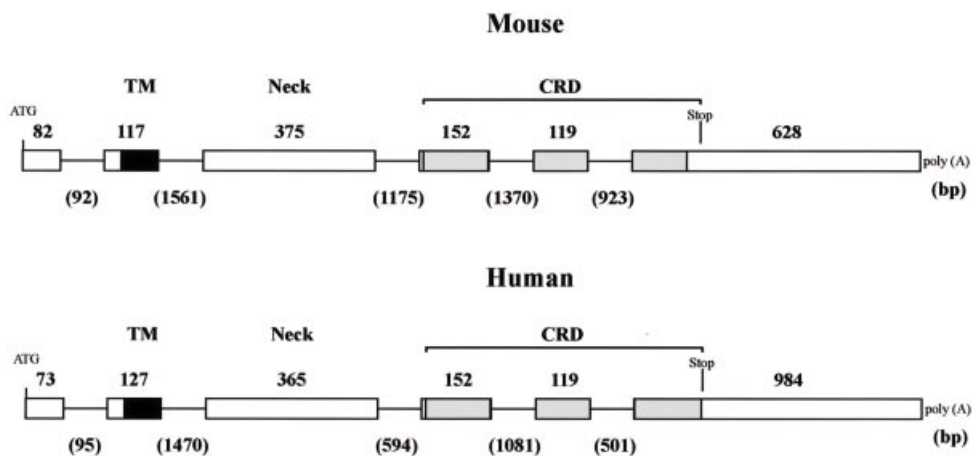 Mouse
TM Neck CRD
ATG Stop
82 117 375 152 119 628
poly (A)
(92) (1561) (1175) (1370) (923) (bp)
Human
TM Neck CRD
ATG Stop
73 127 365 152 119 984
poly (A)
(95) (1470) (594) (1081) (501) (bp)